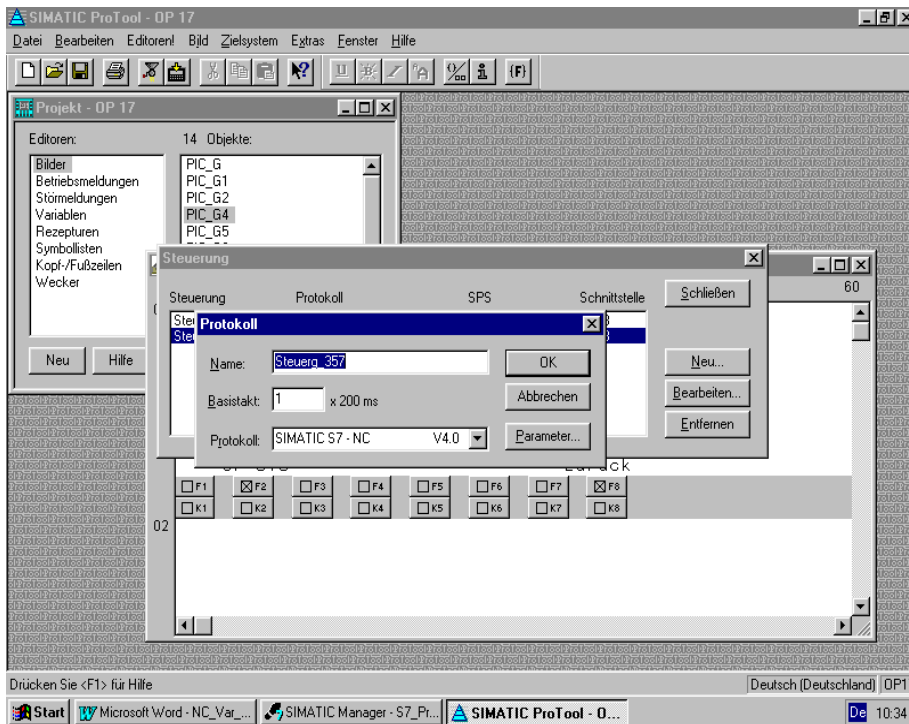 SIMATIC ProTool - OP 17
Datei Bearbeiten Editoren! Bild Zielsystem Extras Fenster Hilfe
Projekt - OP 17
Editoren: 14 Objekte:
Bilder
Betriebsmeldungen
Störmeldungen
Variablen
Rezepturen
Symbollisten
Kopf-/Fußzeilen
Wecker
PIC_G
PIC_G1
PIC_G2
PIC_G4
PIC_G5
Neu Hilfe
Steuerung
Steuerung Protokoll SPS Schnittstelle
Schließen
Neu...
Bearbeiten...
Entfernen
Protokoll
Name: Steuerg_357
Basistakt: 1 x 200 ms
Protokoll: SIMATIC S7 - NC V4.0
OK
Abbrechen
Parameter...
60
F1 F2 F3 F4 F5 F6 F7 F8
K1 K2 K3 K4 K5 K6 K7 K8
02
Drücken Sie <F1> für Hilfe
Deutsch (Deutschland) OP1
Start Microsoft Word - NC_Var_... SIMATIC Manager - S7_Pr... SIMATIC ProTool - O... De 10:34